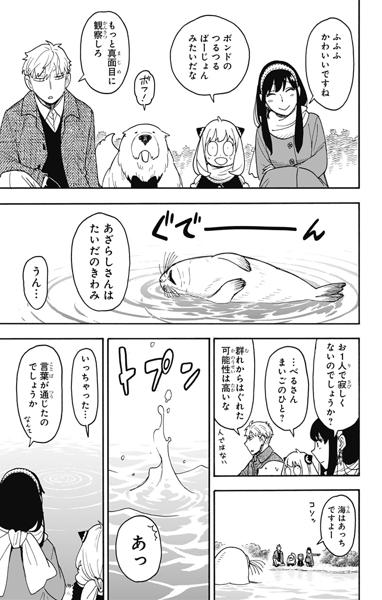 ふふふ
かわいいですね
ボンドの
つるつる
ばーじょん
みたいだな
ボフ!
もっと真面目に
観察しろ
ぐでーーん
あざらしさんは
たいだのきわみ
うん…
お1人で寂しく
ないのでしょうか?
…べるさん
まいごのひと?
群れからはぐれた
可能性は高いな
人ではない
海はあっち
ですよー
コソッ
トプン
あっ
いっちゃった…
言葉が通じたの
でしょうか
なんて